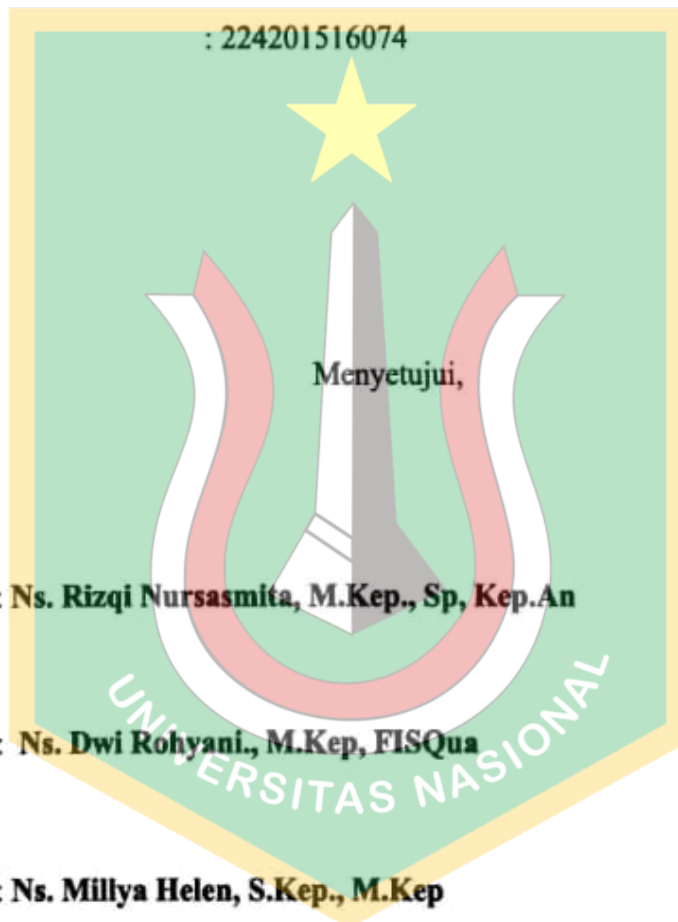 : 224201516074
Menyetujui,
: Ns. Rizqi Nursasmita, M.Kep., Sp, Kep.An
: Ns. Dwi Rohyani., M.Kep, FISQua
: Ns. Millya Helen, S.Kep., M.Kep
UNIVERSITAS NASIONAL